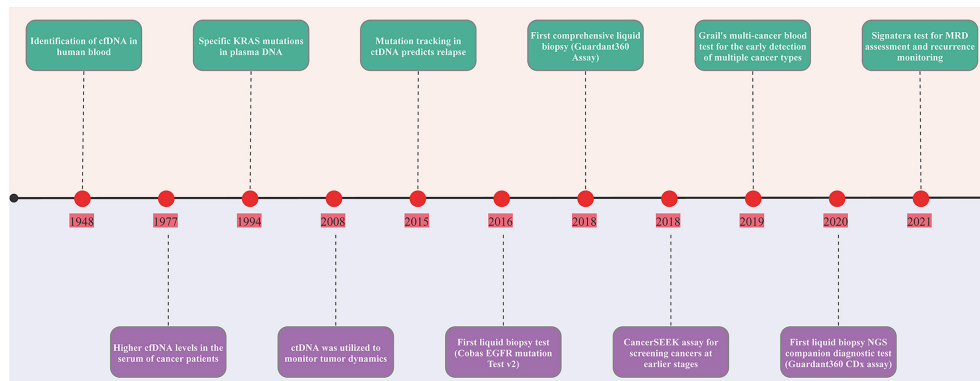 Identification of cfDNA in
human blood
Specific KRAS mutations
in plasma DNA
Mutation tracking in
ctDNA predicts relapse
First comprehensive liquid
biopsy (Guardant360
Assay)
Grail's multi-cancer blood
test for the early detection
of multiple cancer types
Signatera test for MRD
assessment and recurrence
monitoring
1948
1977
1994
2008
2015
2016
2018
2018
2019
2020
2021
Higher cfDNA levels in the
serum of cancer patients
ctDNA was utilized to
monitor tumor dynamics
First liquid biopsy test
(Cobas EGFR mutation
Test v2)
CancerSEEK assay for
screening cancers at
earlier stages
First liquid biopsy NGS
companion diagnostic test
(Guardant360 CDx assay)